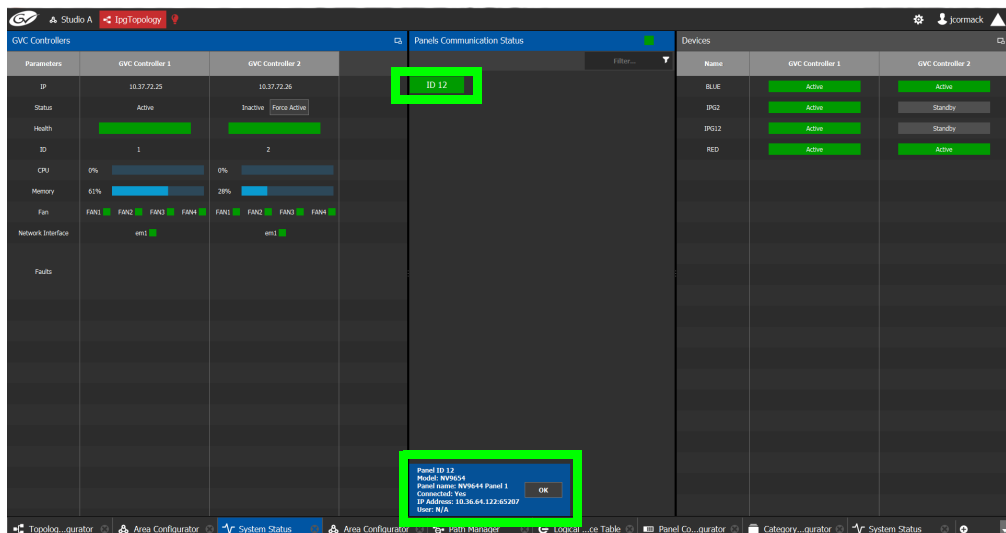 Studio A IpgTopology jcormack
GVC Controllers
Parameters GVC Controller 1 GVC Controller 2
IP 10.37.72.25 10.37.72.26
Status Active Inactive Force Active
Health
ID 1 2
CPU 0% 0%
Memory 61% 28%
Fan FAN1 FAN2 FAN3 FAN4 FAN1 FAN2 FAN3 FAN4
Network Interface em1 em1
Faults
Panels Communication Status
Filter...
ID 12
Panel ID 12
Model: NV9654
Panel name: NV9644 Panel 1
Connected: Yes
IP Address: 10.36.64.122:65207
User: N/A
OK
Devices
Name GVC Controller 1 GVC Controller 2
BLUE Active Active
IPG2 Active Standby
IPG12 Active Standby
RED Active Active
Topolog...gurator Area Configurator System Status Area Configurator Path Manager Logical ...ce Table Panel Co...gurator Category...gurator System Status